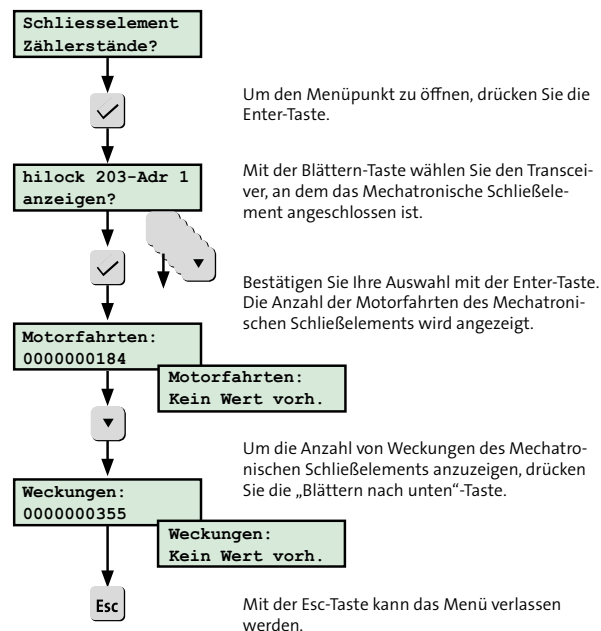 Schliesselement
Zählerstände?
Um den Menüpunkt zu öffnen, drücken Sie die
Enter-Taste.
hilock 203-Adr 1
anzeigen?
Mit der Blättern-Taste wählen Sie den Transcei-
ver, an dem das Mechatronische Schließele-
ment angeschlossen ist.
Bestätigen Sie Ihre Auswahl mit der Enter-Taste.
Die Anzahl der Motorfahrten des Mechatroni-
schen Schließelements wird angezeigt.
Motorfahrten:
0000000184
Motorfahrten:
Kein Wert vorh.
Um die Anzahl von Weckungen des Mechatro-
nischen Schließelements anzuzeigen, drücken
Sie die „Blättern nach unten“-Taste.
Weckungen:
0000000355
Weckungen:
Kein Wert vorh.
Esc
Mit der Esc-Taste kann das Menü verlassen
werden.